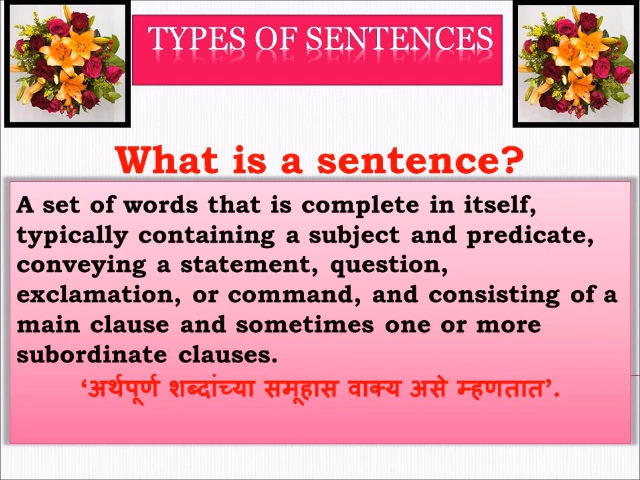 TYPES OF SENTENCES
What is a sentence?
A set of words that is complete in itself,
typically containing a subject and predicate,
conveying a statement, question,
exclamation, or command, and consisting of a
main clause and sometimes one or more
subordinate clauses.
‘अर्थपूर्ण शब्दांच्या समूहास वाक्य असे म्हणतात’.